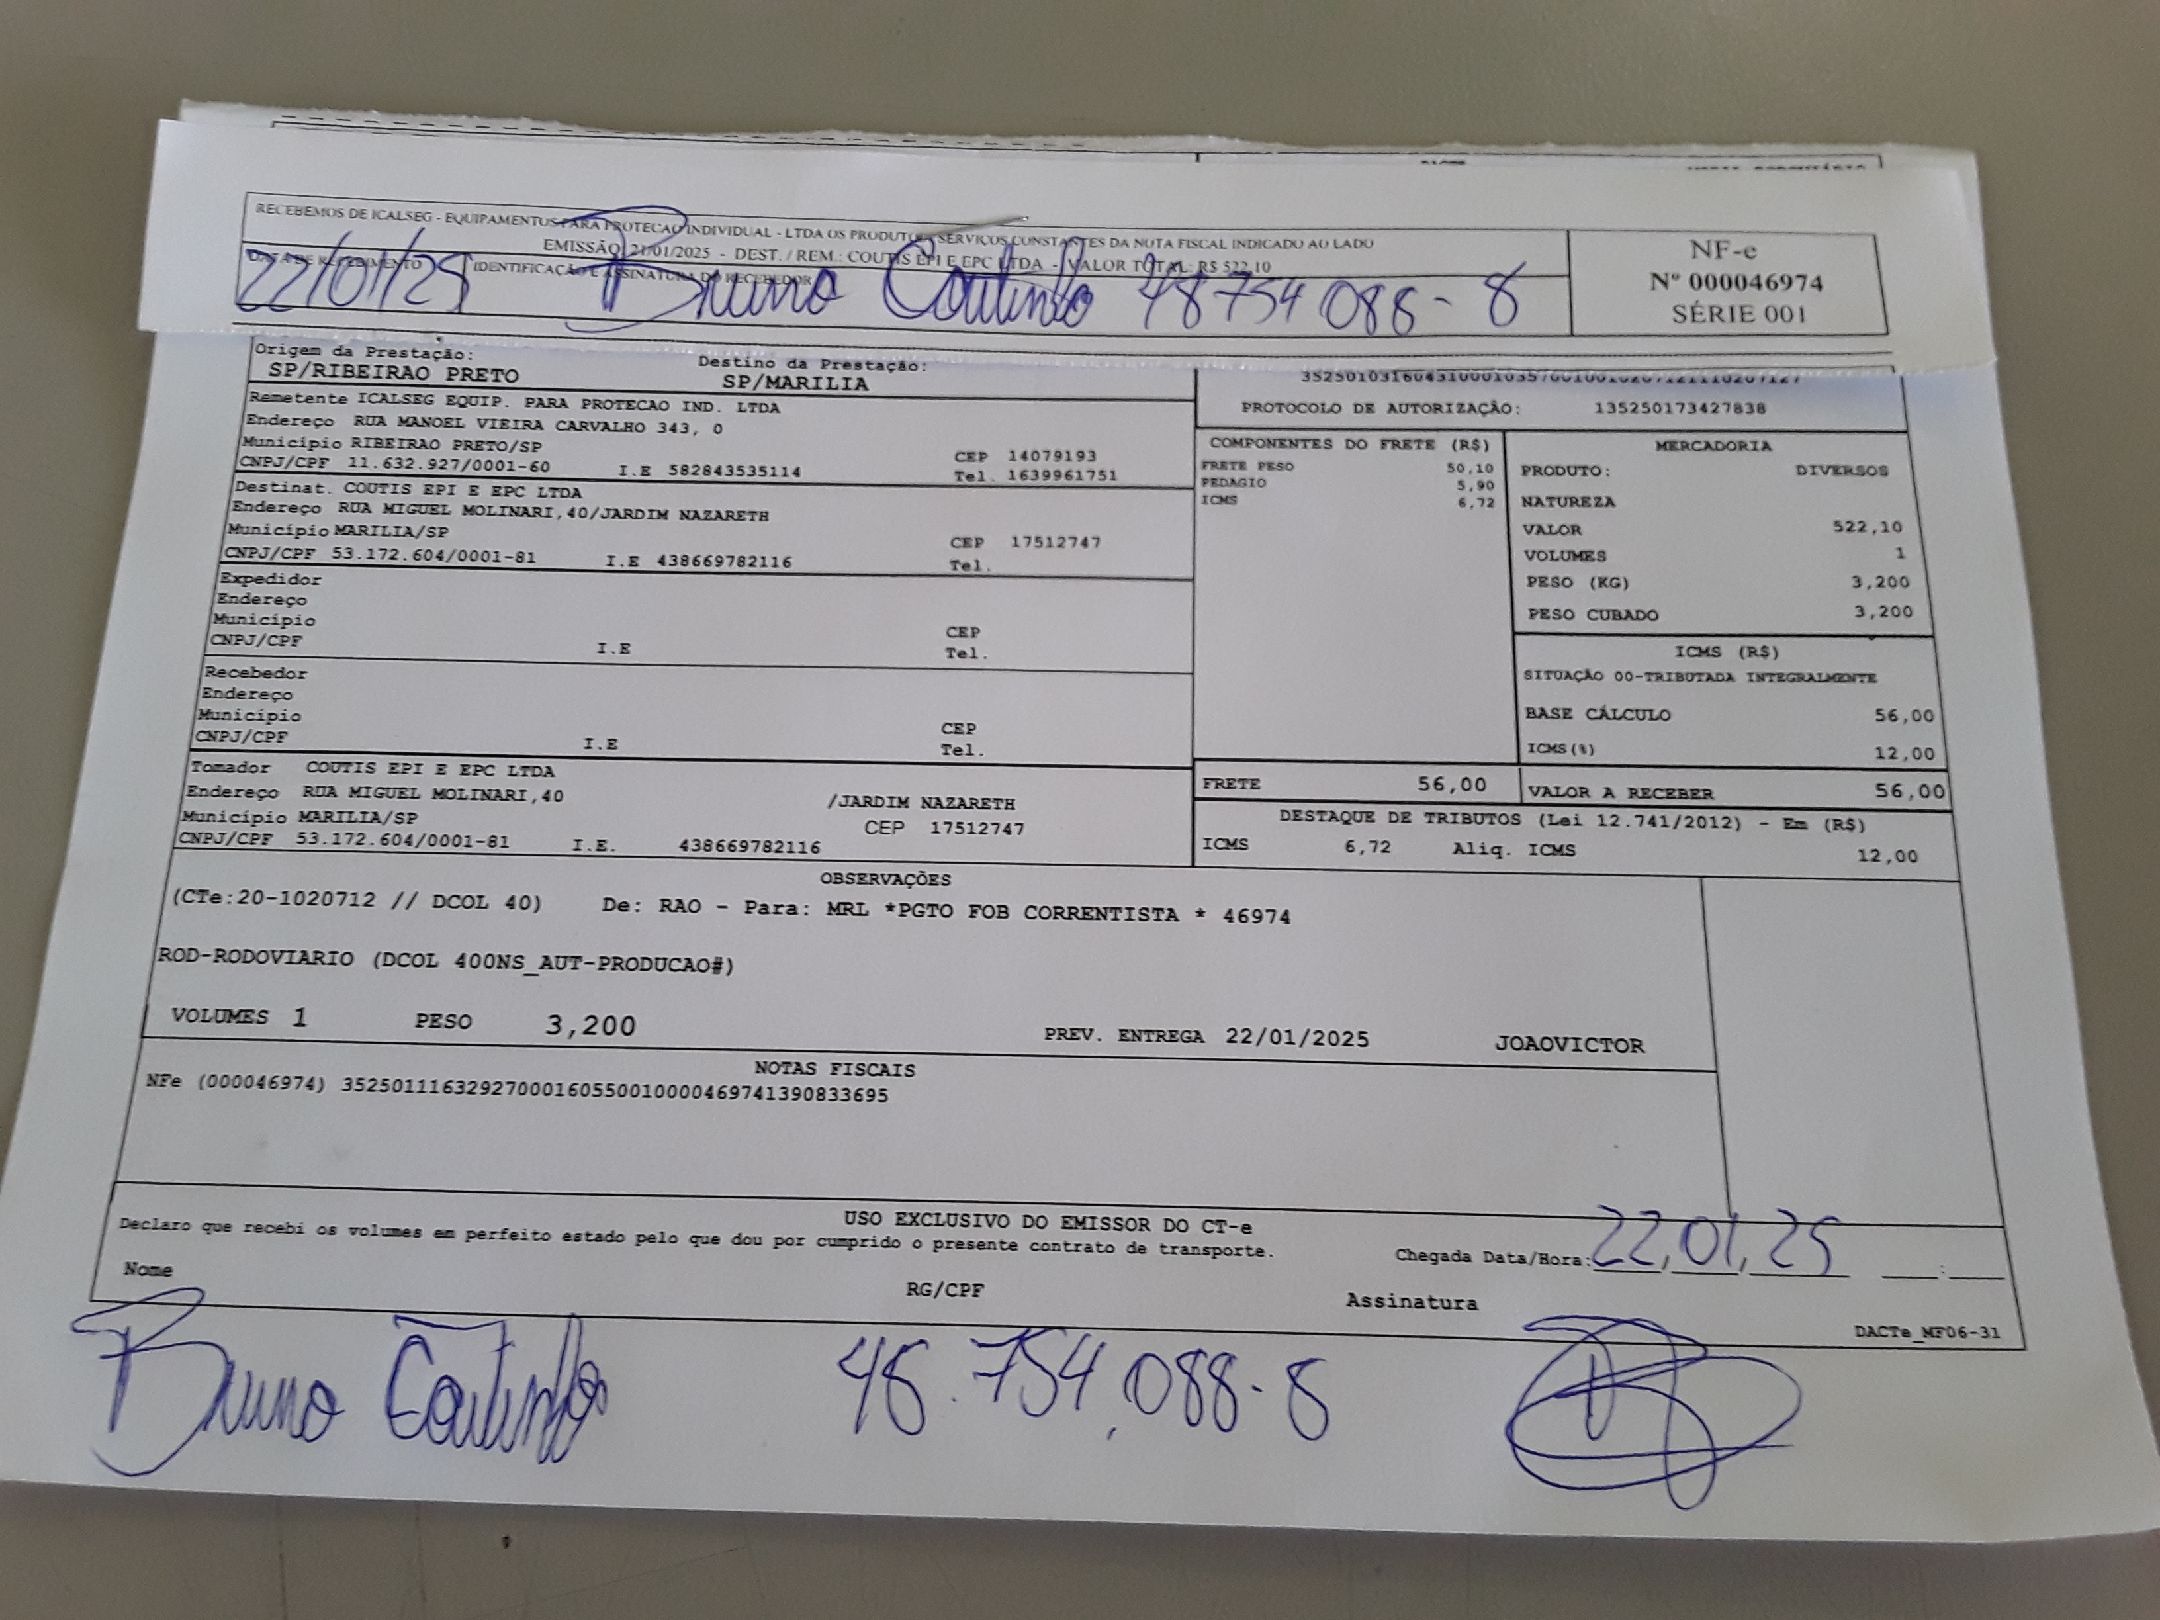 RECEBEMOS DE ICALSEG - EQUIPAMENTOS PARA PROTECAO INDIVIDUAL - LTDA OS PRODUTOS SERVIÇOS CONSTANTES DA NOTA FISCAL INDICADO AO LADO
EMISSÃO: 21/01/2025 - DEST. / REM.: COUTIS EPI E EPC LTDA - VALOR TOTAL: R$ 522,10
DATA DE RECEBIMENTO IDENTIFICAÇÃO E ASSINATURA DO RECEBEDOR
22/01/25 Bruno Coutinho 48754088-8
NF-e
Nº 000046974
SÉRIE 001
Origem da Prestação: Destino da Prestação:
SP/RIBEIRAO PRETO SP/MARILIA
Remetente ICALSEG EQUIP. PARA PROTECAO IND. LTDA
Endereço RUA MANOEL VIEIRA CARVALHO 343, 0
Município RIBEIRAO PRETO/SP CEP 14079193
CNPJ/CPF 11.632.927/0001-60 I.E 582843535114 Tel. 1639961751
Destinat. COUTIS EPI E EPC LTDA
Endereço RUA MIGUEL MOLINARI,40/JARDIM NAZARETH
Município MARILIA/SP CEP 17512747
CNPJ/CPF 53.172.604/0001-81 I.E 438669782116 Tel.
Expedidor
Endereço
Município CEP
CNPJ/CPF I.E Tel.
Recebedor
Endereço
Município CEP
CNPJ/CPF I.E Tel.
Tomador COUTIS EPI E EPC LTDA
Endereço RUA MIGUEL MOLINARI,40 /JARDIM NAZARETH
Município MARILIA/SP CEP 17512747
CNPJ/CPF 53.172.604/0001-81 I.E. 438669782116
PROTOCOLO DE AUTORIZAÇÃO: 135250173427838
COMPONENTES DO FRETE (R$)
FRETE PESO 50,10
PEDAGIO 5,90
ICMS 6,72
MERCADORIA
PRODUTO: DIVERSOS
NATUREZA
VALOR 522,10
VOLUMES 1
PESO (KG) 3,200
PESO CUBADO 3,200
ICMS (R$)
SITUAÇÃO 00-TRIBUTADA INTEGRALMENTE
BASE CÁLCULO 56,00
ICMS(%) 12,00
FRETE 56,00 VALOR A RECEBER 56,00
DESTAQUE DE TRIBUTOS (Lei 12.741/2012) - Em (R$)
ICMS 6,72 Aliq. ICMS 12,00
OBSERVAÇÕES
(CTe:20-1020712 // DCOL 40) De: RAO - Para: MRL *PGTO FOB CORRENTISTA * 46974
ROD-RODOVIARIO (DCOL 400NS_AUT-PRODUCAO#)
VOLUMES 1 PESO 3,200 PREV. ENTREGA 22/01/2025 JOAOVICTOR
NOTAS FISCAIS
NFe (000046974) 35250111632927000160550010000469741390833695
USO EXCLUSIVO DO EMISSOR DO CT-e
Declaro que recebi os volumes em perfeito estado pelo que dou por cumprido o presente contrato de transporte.
Chegada Data/Hora: 22,01,25 :
Nome RG/CPF Assinatura
DACTe_MF06-31
Bruno Coutinho 48.754.088-8